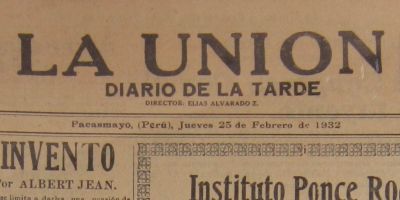 LA UNION
DIARIO DE LA TARDE
DIRECTOR: ELIAS ALVARADO Z.
Pacasmayo, (Perú), Jueves 25 de Febrero de 1932
INVENTO
Por ALBERT JEAN.
Instituto Ponce